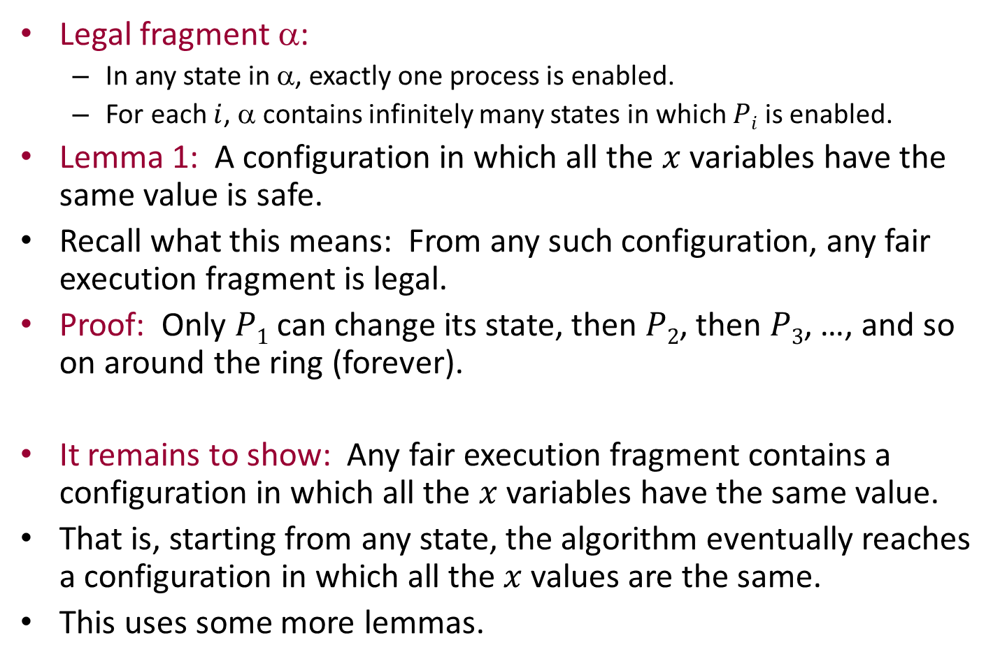 • Legal fragment α:
– In any state in α, exactly one process is enabled.
– For each i, α contains infinitely many states in which P_i is enabled.
• Lemma 1: A configuration in which all the x variables have the
same value is safe.
• Recall what this means: From any such configuration, any fair
execution fragment is legal.
• Proof: Only P_1 can change its state, then P_2, then P_3, …, and so
on around the ring (forever).
• It remains to show: Any fair execution fragment contains a
configuration in which all the x variables have the same value.
• That is, starting from any state, the algorithm eventually reaches
a configuration in which all the x values are the same.
• This uses some more lemmas.